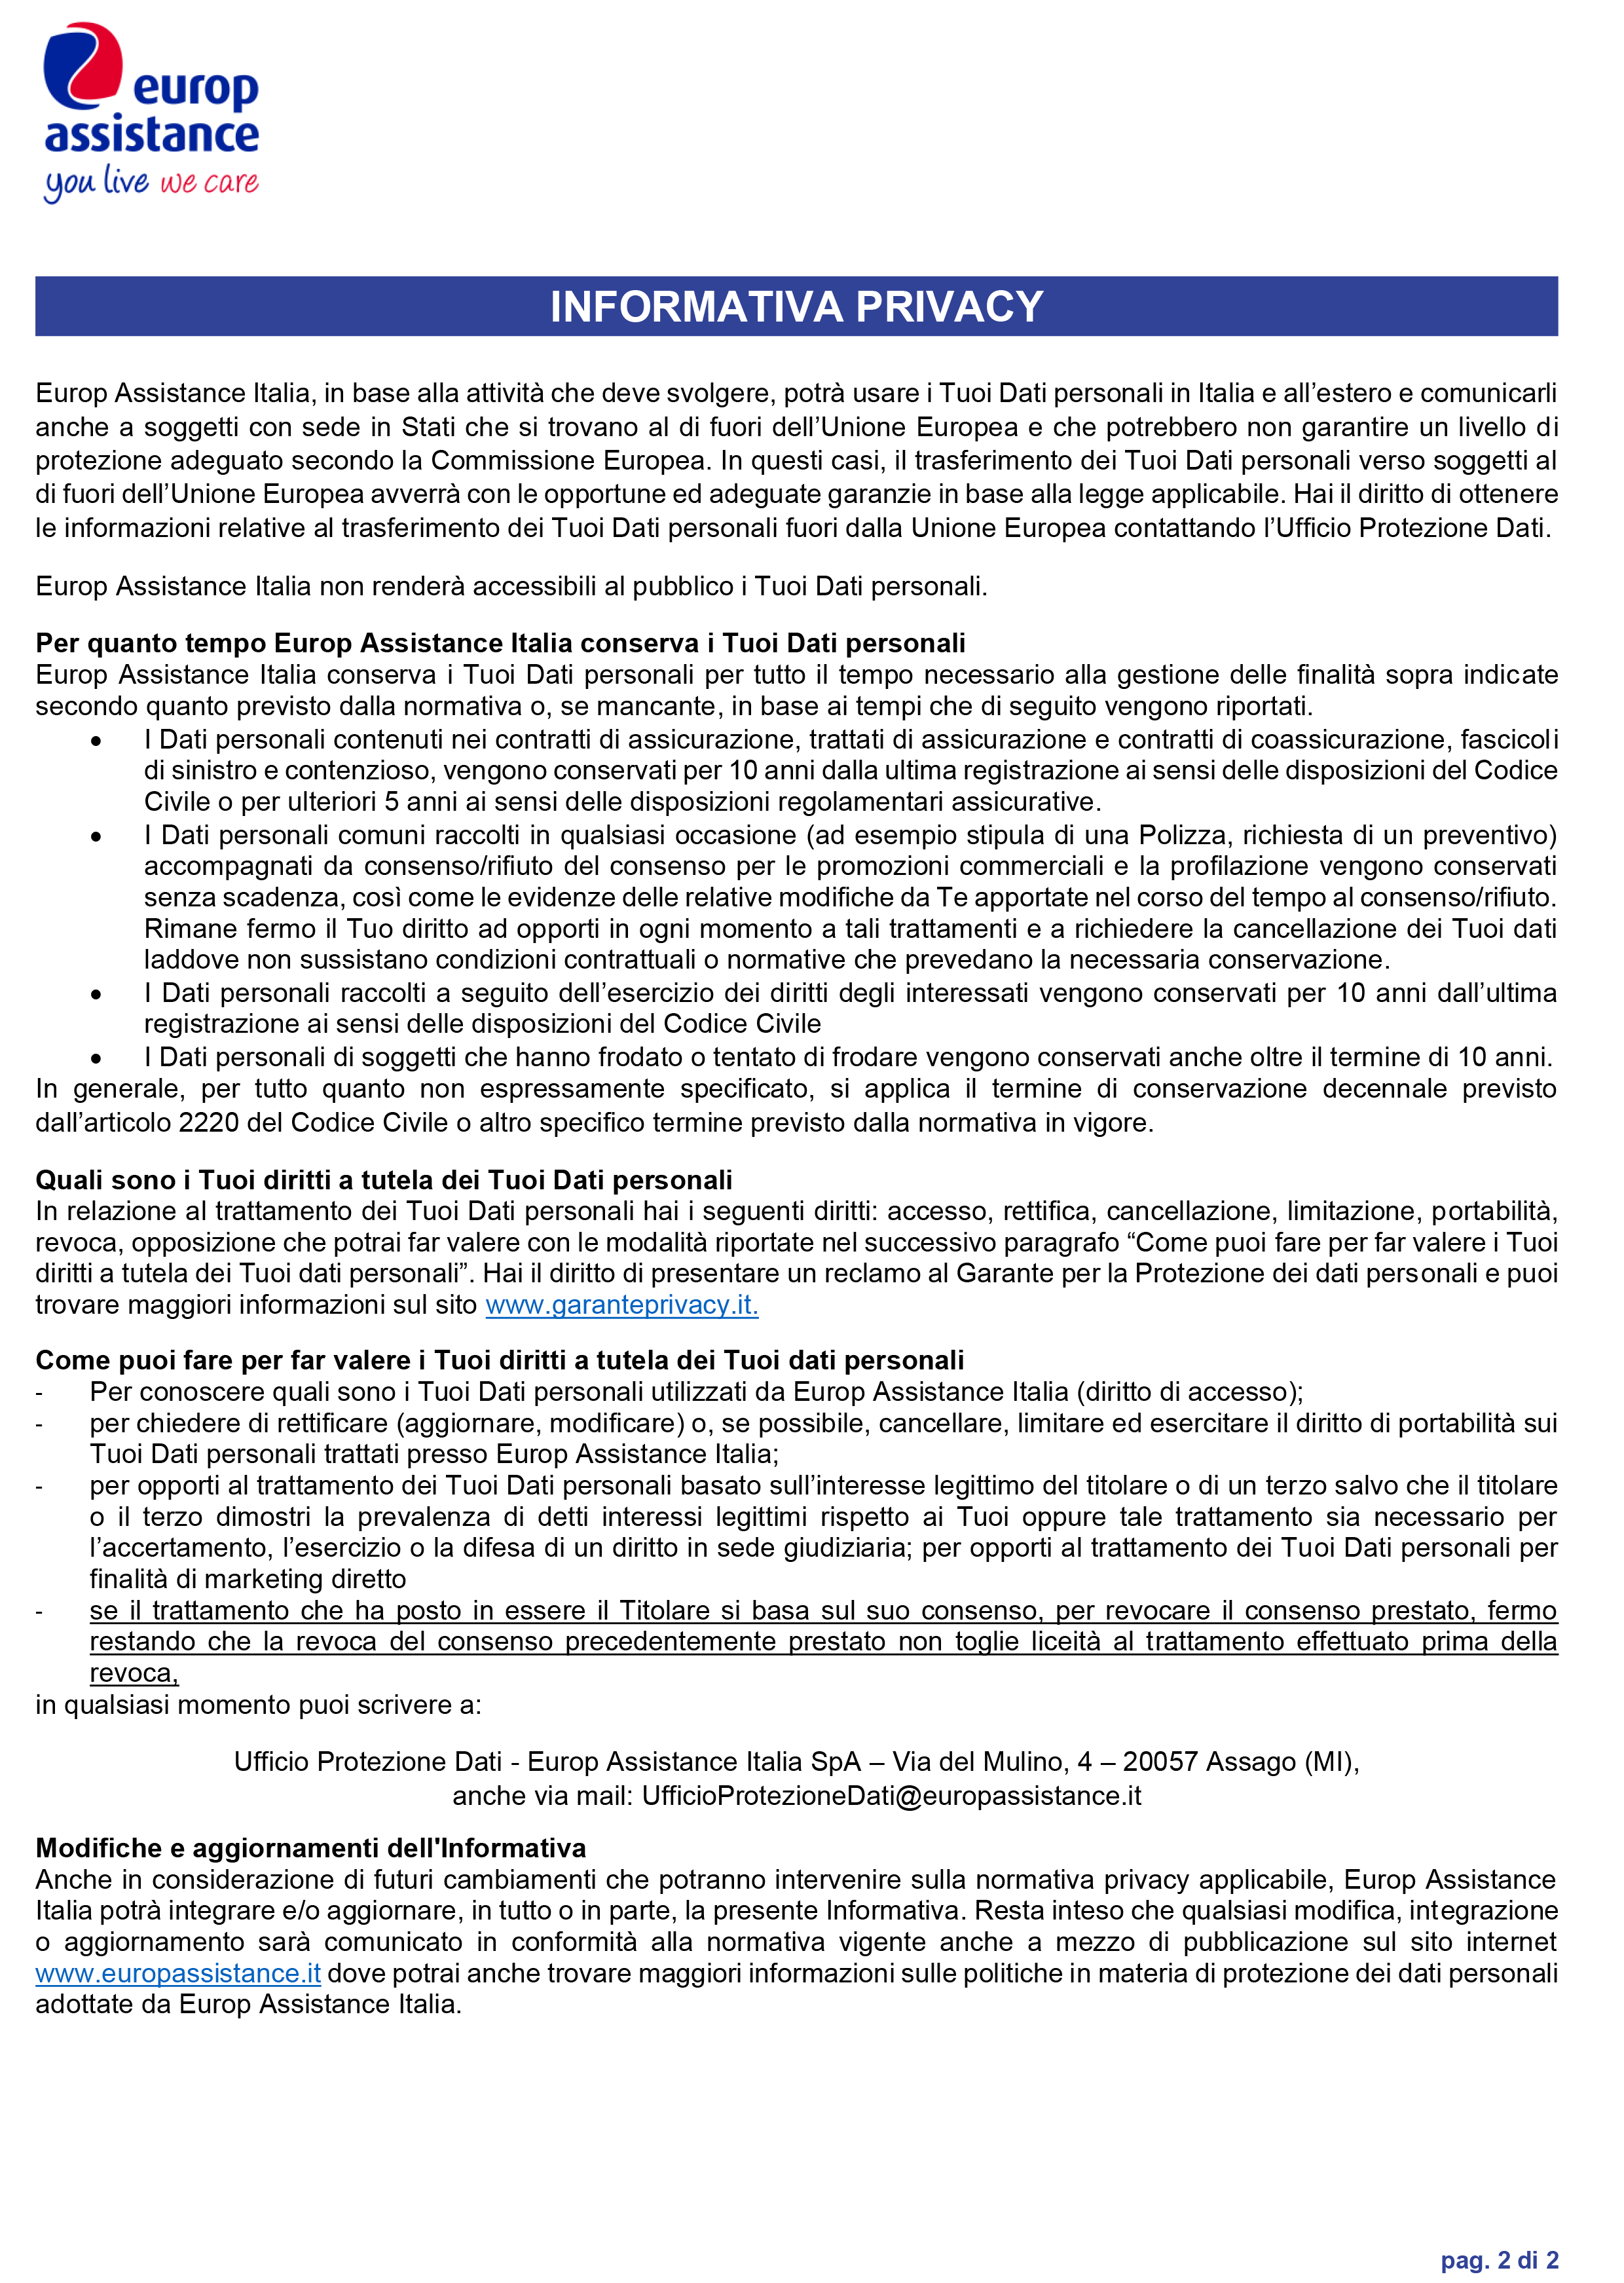 europ
assistance
you live we care
INFORMATIVA PRIVACY
Europ Assistance Italia, in base alla attività che deve svolgere, potrà usare i Tuoi Dati personali in Italia e all’estero e comunicarli
anche a soggetti con sede in Stati che si trovano al di fuori dell’Unione Europea e che potrebbero non garantire un livello di
protezione adeguato secondo la Commissione Europea. In questi casi, il trasferimento dei Tuoi Dati personali verso soggetti al
di fuori dell’Unione Europea avverrà con le opportune ed adeguate garanzie in base alla legge applicabile. Hai il diritto di ottenere
le informazioni relative al trasferimento dei Tuoi Dati personali fuori dalla Unione Europea contattando l’Ufficio Protezione Dati.
Europ Assistance Italia non renderà accessibili al pubblico i Tuoi Dati personali.
Per quanto tempo Europ Assistance Italia conserva i Tuoi Dati personali
Europ Assistance Italia conserva i Tuoi Dati personali per tutto il tempo necessario alla gestione delle finalità sopra indicate
secondo quanto previsto dalla normativa o, se mancante, in base ai tempi che di seguito vengono riportati.
• I Dati personali contenuti nei contratti di assicurazione, trattati di assicurazione e contratti di coassicurazione, fascicoli
di sinistro e contenzioso, vengono conservati per 10 anni dalla ultima registrazione ai sensi delle disposizioni del Codice
Civile o per ulteriori 5 anni ai sensi delle disposizioni regolamentari assicurative.
• I Dati personali comuni raccolti in qualsiasi occasione (ad esempio stipula di una Polizza, richiesta di un preventivo)
accompagnati da consenso/rifiuto del consenso per le promozioni commerciali e la profilazione vengono conservati
senza scadenza, così come le evidenze delle relative modifiche da Te apportate nel corso del tempo al consenso/rifiuto.
Rimane fermo il Tuo diritto ad opporti in ogni momento a tali trattamenti e a richiedere la cancellazione dei Tuoi dati
laddove non sussistano condizioni contrattuali o normative che prevedano la necessaria conservazione.
• I Dati personali raccolti a seguito dell’esercizio dei diritti degli interessati vengono conservati per 10 anni dall’ultima
registrazione ai sensi delle disposizioni del Codice Civile
• I Dati personali di soggetti che hanno frodato o tentato di frodare vengono conservati anche oltre il termine di 10 anni.
In generale, per tutto quanto non espressamente specificato, si applica il termine di conservazione decennale previsto
dall’articolo 2220 del Codice Civile o altro specifico termine previsto dalla normativa in vigore.
Quali sono i Tuoi diritti a tutela dei Tuoi Dati personali
In relazione al trattamento dei Tuoi Dati personali hai i seguenti diritti: accesso, rettifica, cancellazione, limitazione, portabilità,
revoca, opposizione che potrai far valere con le modalità riportate nel successivo paragrafo “Come puoi fare per far valere i Tuoi
diritti a tutela dei Tuoi dati personali”. Hai il diritto di presentare un reclamo al Garante per la Protezione dei dati personali e puoi
trovare maggiori informazioni sul sito www.garanteprivacy.it.
Come puoi fare per far valere i Tuoi diritti a tutela dei Tuoi dati personali
- Per conoscere quali sono i Tuoi Dati personali utilizzati da Europ Assistance Italia (diritto di accesso);
- per chiedere di rettificare (aggiornare, modificare) o, se possibile, cancellare, limitare ed esercitare il diritto di portabilità sui
Tuoi Dati personali trattati presso Europ Assistance Italia;
- per opporti al trattamento dei Tuoi Dati personali basato sull’interesse legittimo del titolare o di un terzo salvo che il titolare
o il terzo dimostri la prevalenza di detti interessi legittimi rispetto ai Tuoi oppure tale trattamento sia necessario per
l’accertamento, l’esercizio o la difesa di un diritto in sede giudiziaria; per opporti al trattamento dei Tuoi Dati personali per
finalità di marketing diretto
- se il trattamento che ha posto in essere il Titolare si basa sul suo consenso, per revocare il consenso prestato, fermo
restando che la revoca del consenso precedentemente prestato non toglie liceità al trattamento effettuato prima della
revoca,
in qualsiasi momento puoi scrivere a:
Ufficio Protezione Dati - Europ Assistance Italia SpA – Via del Mulino, 4 – 20057 Assago (MI),
anche via mail: UfficioProtezioneDati@europassistance.it
Modifiche e aggiornamenti dell'Informativa
Anche in considerazione di futuri cambiamenti che potranno intervenire sulla normativa privacy applicabile, Europ Assistance
Italia potrà integrare e/o aggiornare, in tutto o in parte, la presente Informativa. Resta inteso che qualsiasi modifica, integrazione
o aggiornamento sarà comunicato in conformità alla normativa vigente anche a mezzo di pubblicazione sul sito internet
www.europassistance.it dove potrai anche trovare maggiori informazioni sulle politiche in materia di protezione dei dati personali
adottate da Europ Assistance Italia.
pag. 2 di 2